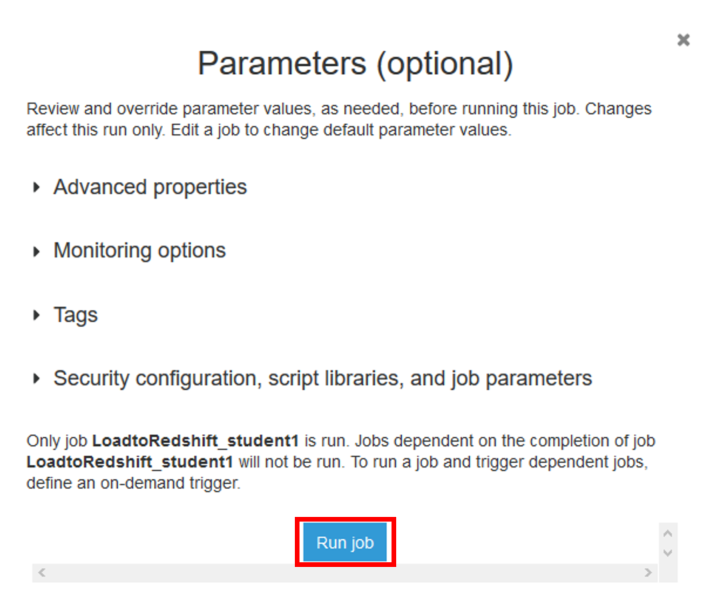 Parameters (optional)
Review and override parameter values, as needed, before running this job. Changes
affect this run only. Edit a job to change default parameter values.
Advanced properties
Monitoring options
Tags
Security configuration, script libraries, and job parameters
Only job LoadtoRedshift_student1 is run. Jobs dependent on the completion of job
LoadtoRedshift_student1 will not be run. To run a job and trigger dependent jobs,
define an on-demand trigger.
Run job